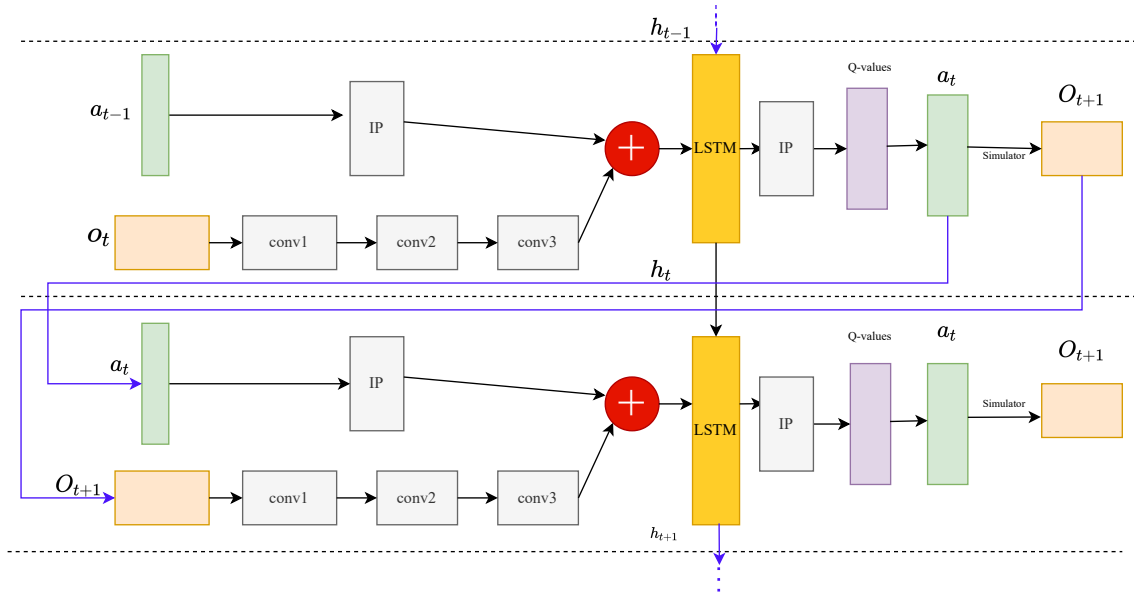 h_{t-1}
Q-values
a_t
O_{t+1}
a_{t-1}
IP
+
LSTM
IP
Simulator
o_t
conv1
conv2
conv3
h_t
Q-values
a_t
O_{t+1}
a_t
IP
+
LSTM
IP
Simulator
O_{t+1}
conv1
conv2
conv3
h_{t+1}